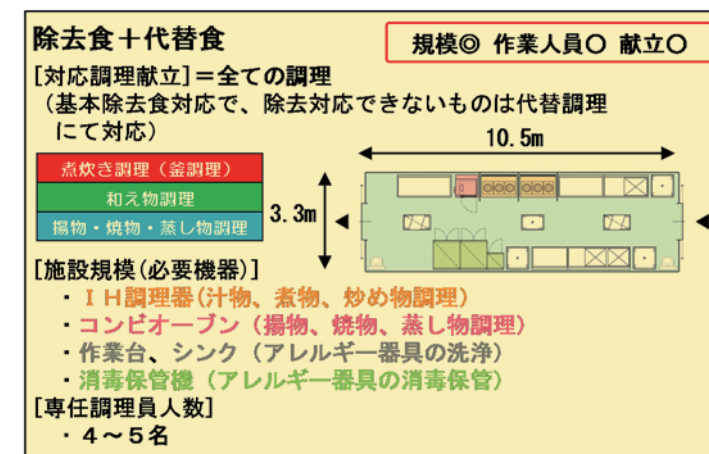 除去食+代替食
規模◎ 作業人員○ 献立○
[対応調理献立]=全ての調理
(基本除去食対応で、除去対応できないものは代替調理
にて対応)
10.5m
煮炊き調理(釜調理)
和え物調理
揚物・焼物・蒸し物調理
3.3m
[施設規模(必要機器)]
・IH調理器(汁物、煮物、炒め物調理)
・コンビオーブン(揚物、焼物、蒸し物調理)
・作業台、シンク(アレルギー器具の洗浄)
・消毒保管機(アレルギー器具の消毒保管)
[専任調理員人数]
・4~5名